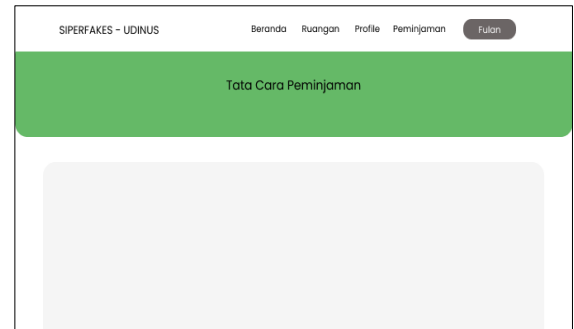 SIPERFAKES - UDINUS Beranda Ruangan Profile Peminjaman Fulan
Tata Cara Peminjaman